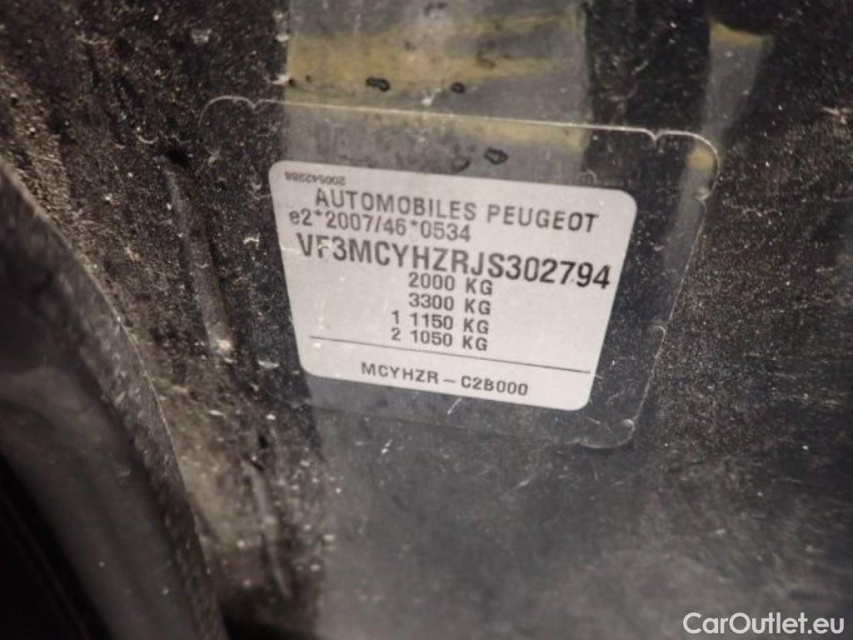 200542388
AUTOMOBILES PEUGEOT
e2*2007/46*0534
VF3MCYHZRJS302794
2000 KG
3300 KG
1 1150 KG
2 1050 KG
MCYHZR – C2B000
CarOutlet.eu